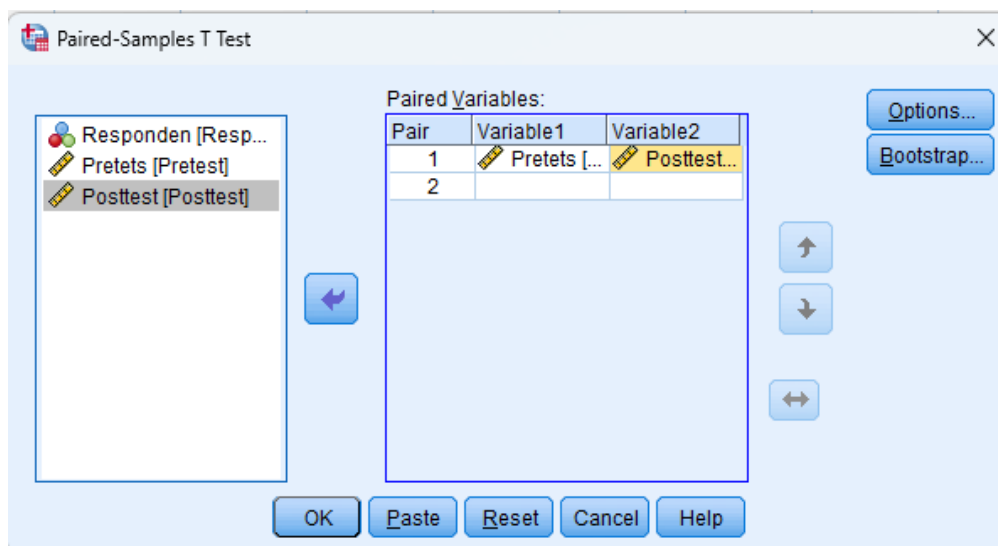 Paired-Samples T Test
Paired Variables:
Responden [Resp...
Pretets [Pretest]
Posttest [Posttest]
Pair Variable1 Variable2
1 Pretets [... Posttest...
2
Options...
Bootstrap...
OK Paste Reset Cancel Help